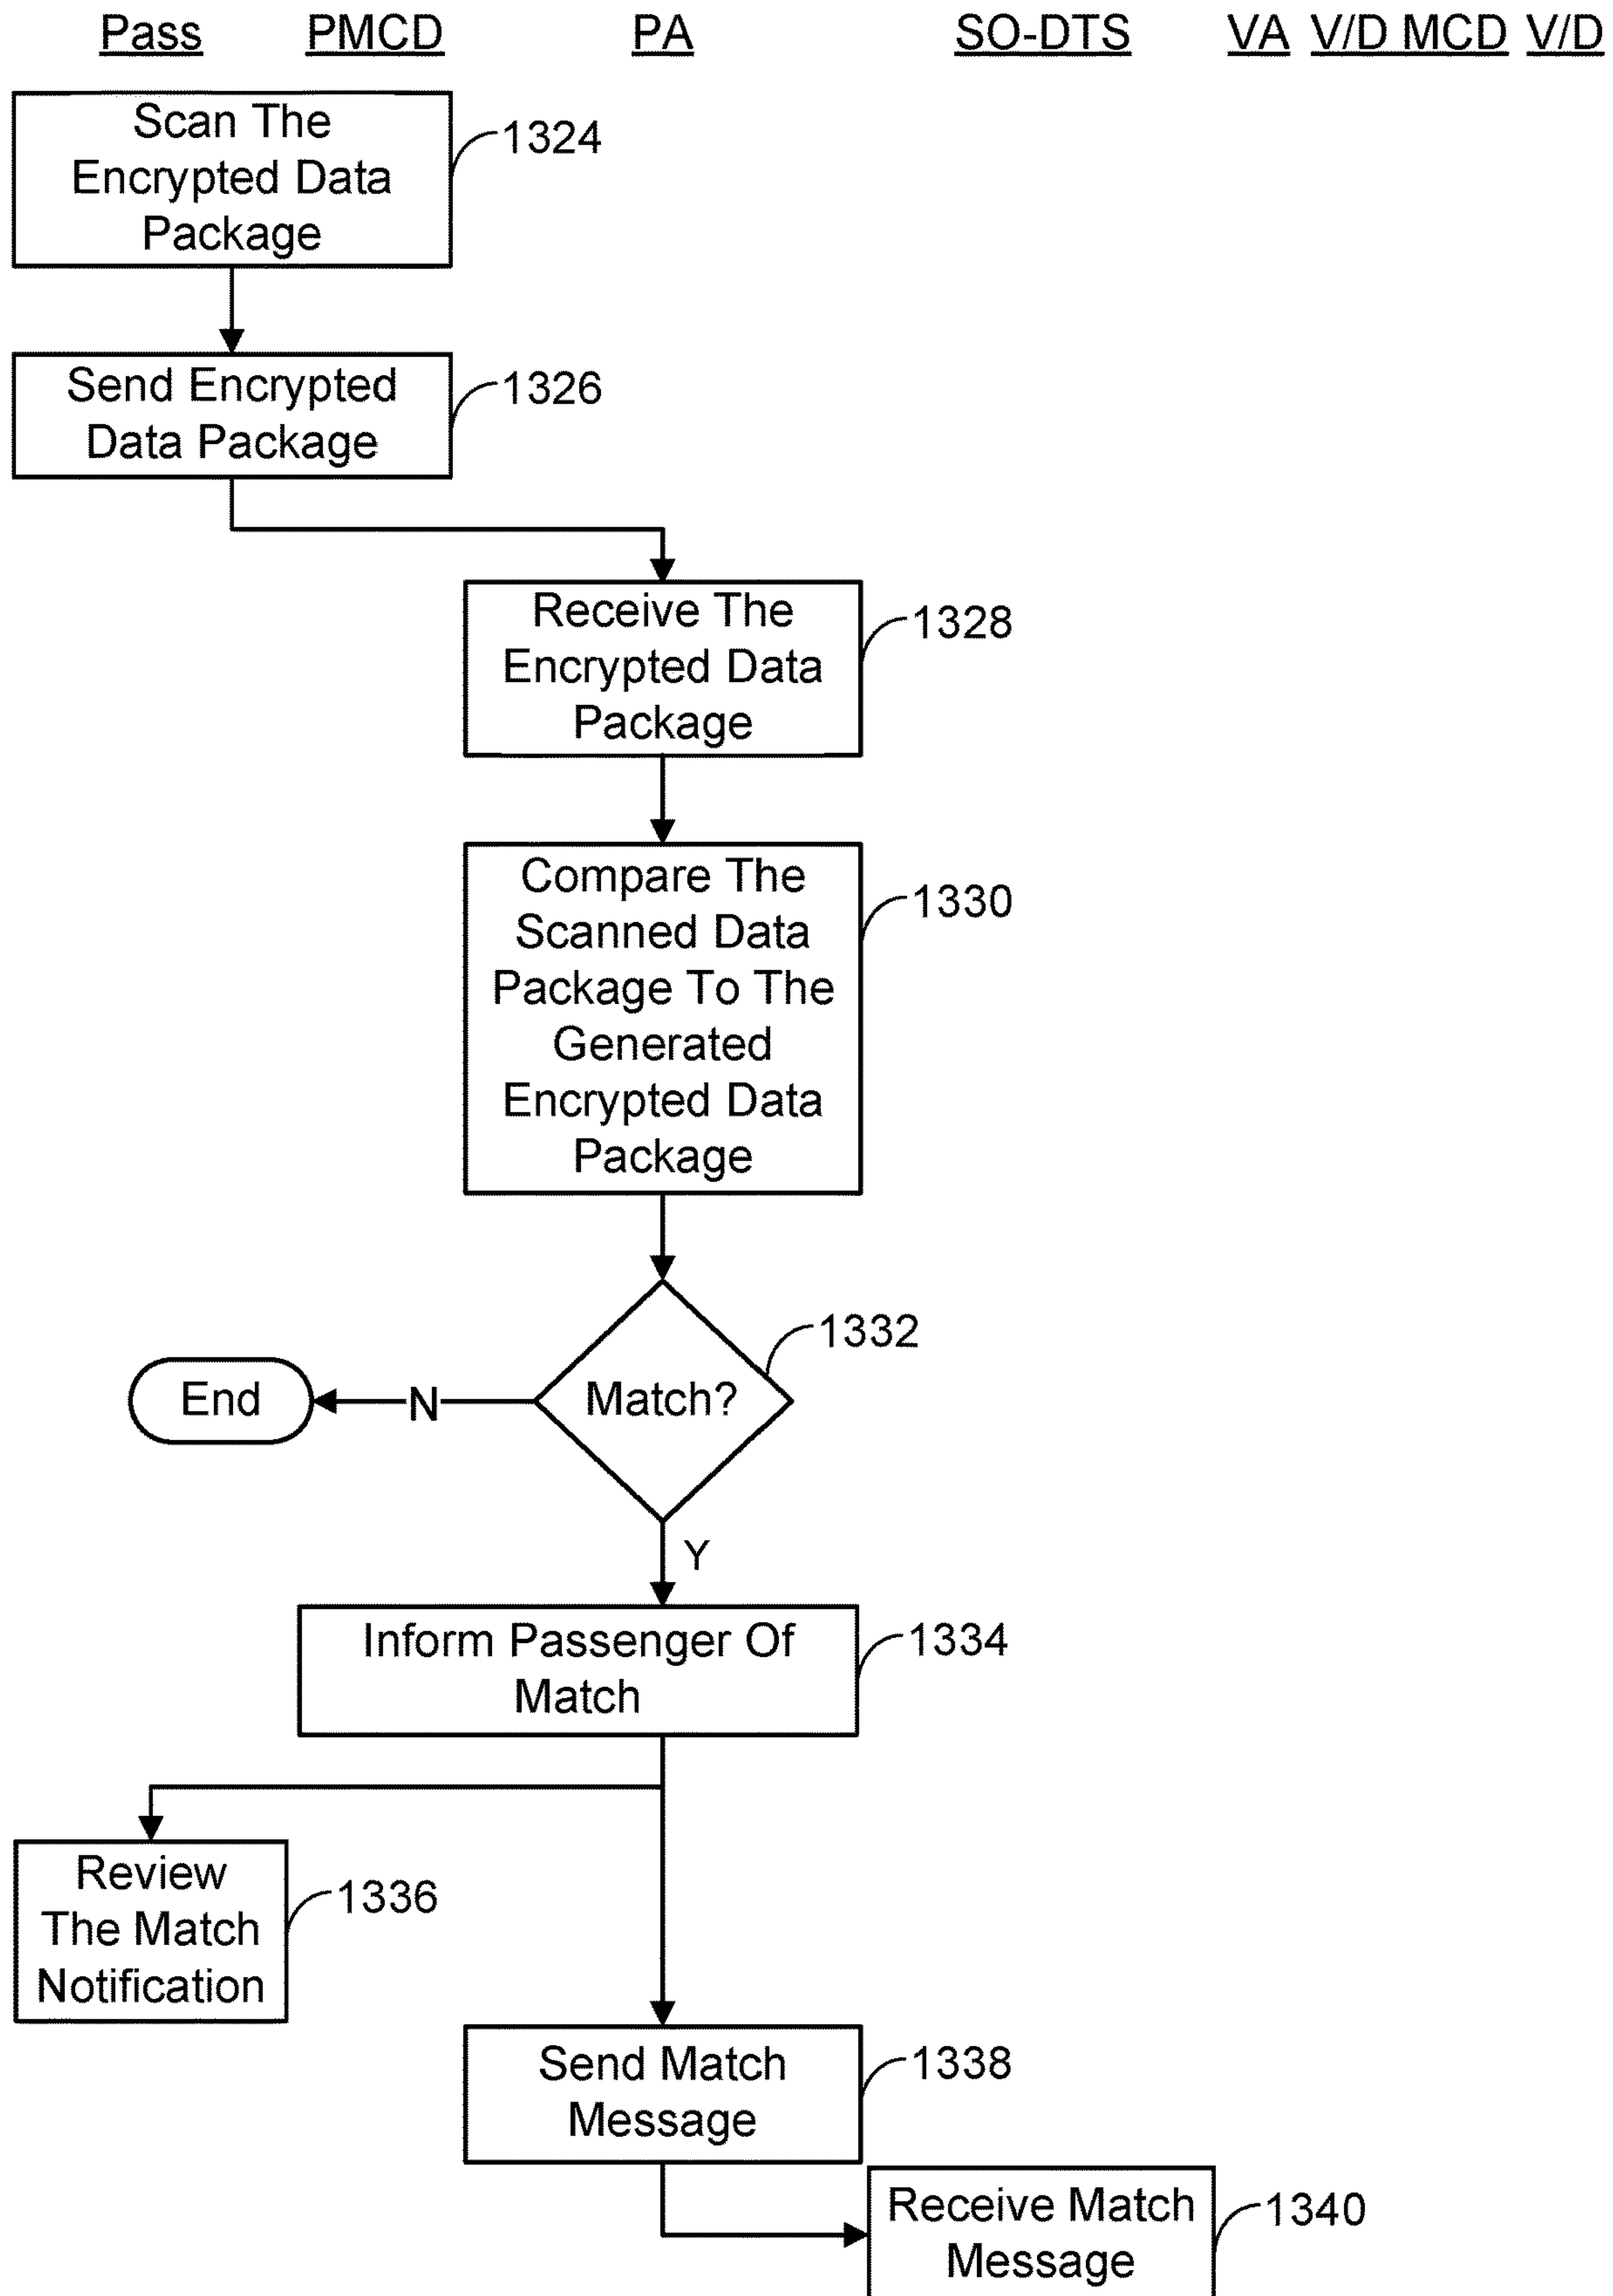 Pass PMCD PA SO-DTS VA V/D MCD V/D
Scan The
Encrypted Data
Package
1324
Send Encrypted
Data Package
1326
Receive The
Encrypted Data
Package
1328
Compare The
Scanned Data
Package To The
Generated
Encrypted Data
Package
1330
Match?
1332
N
End
Y
Inform Passenger Of
Match
1334
Review
The Match
Notification
1336
Send Match
Message
1338
Receive Match
Message
1340